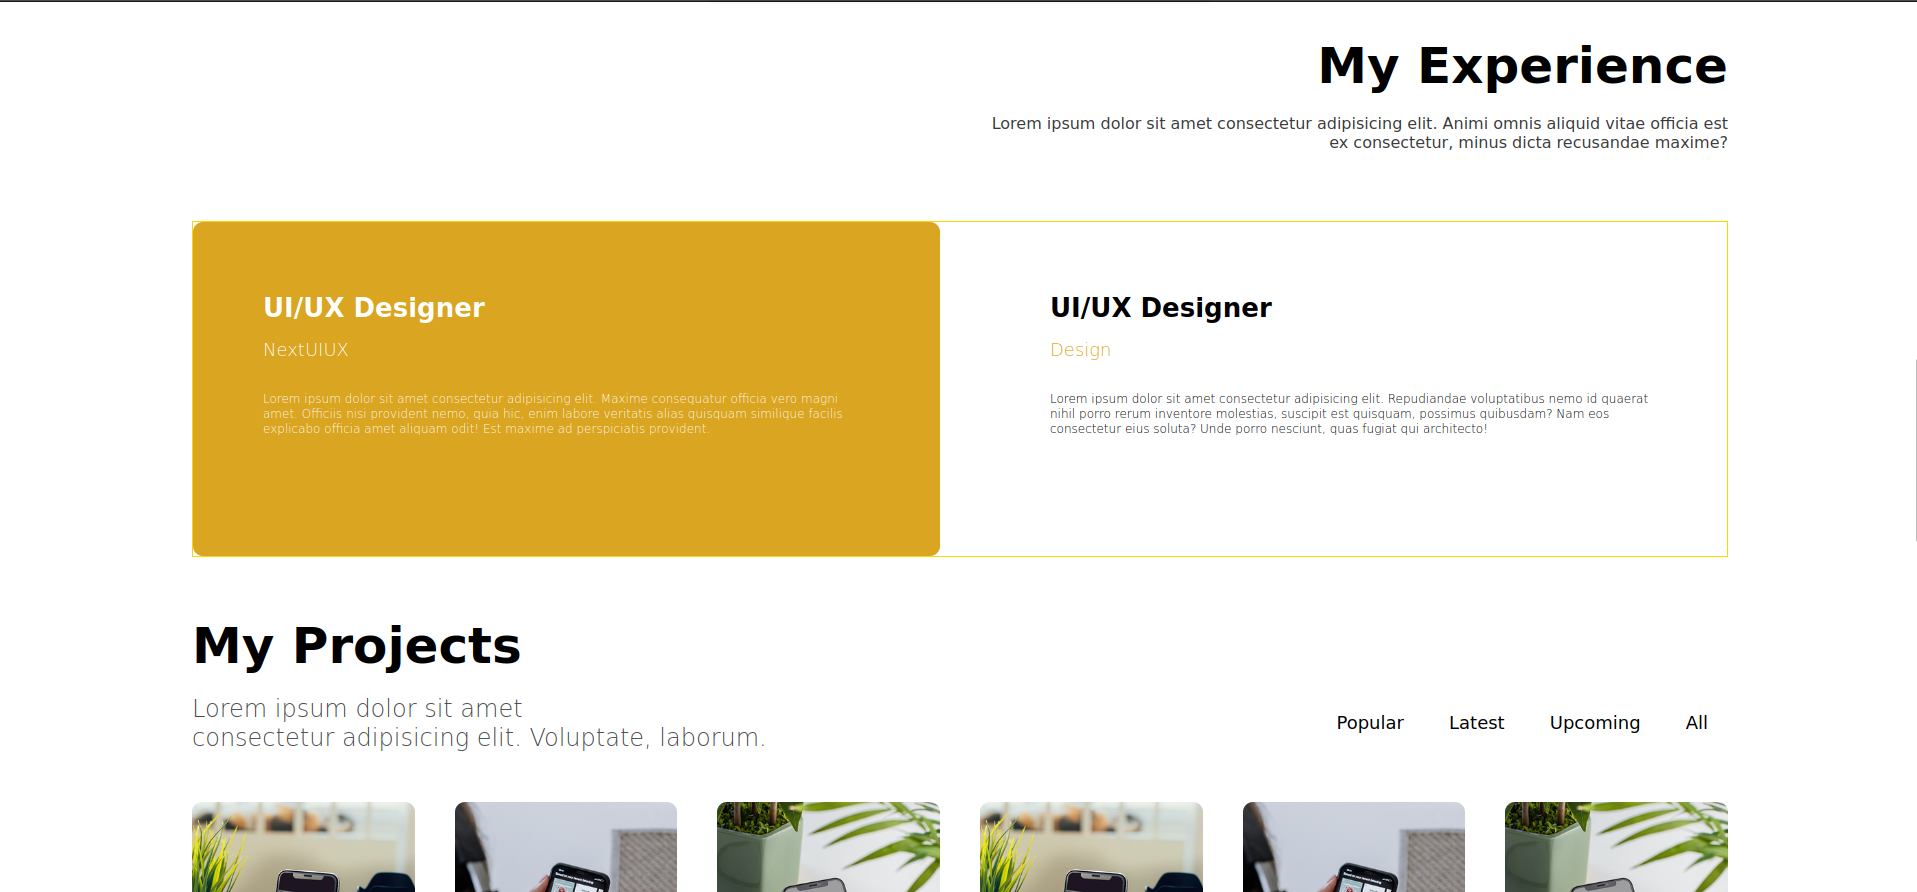 My Experience
Lorem ipsum dolor sit amet consectetur adipisicing elit. Animi omnis aliquid vitae officia est
ex consectetur, minus dicta recusandae maxime?
UI/UX Designer
NextUIUX
Lorem ipsum dolor sit amet consectetur adipisicing elit. Maxime consequatur officia vero magni
amet. Officiis nisi provident nemo, quia hic, enim labore veritatis alias quisquam similique facilis
explicabo officia amet aliquam odit! Est maxime ad perspiciatis provident.
UI/UX Designer
Design
Lorem ipsum dolor sit amet consectetur adipisicing elit. Repudiandae voluptatibus nemo id quaerat
nihil porro rerum inventore molestias, suscipit est quisquam, possimus quibusdam? Nam eos
consectetur eius soluta? Unde porro nesciunt, quas fugiat qui architecto!
My Projects
Lorem ipsum dolor sit amet
consectetur adipisicing elit. Voluptate, laborum.
Popular
Latest
Upcoming
All